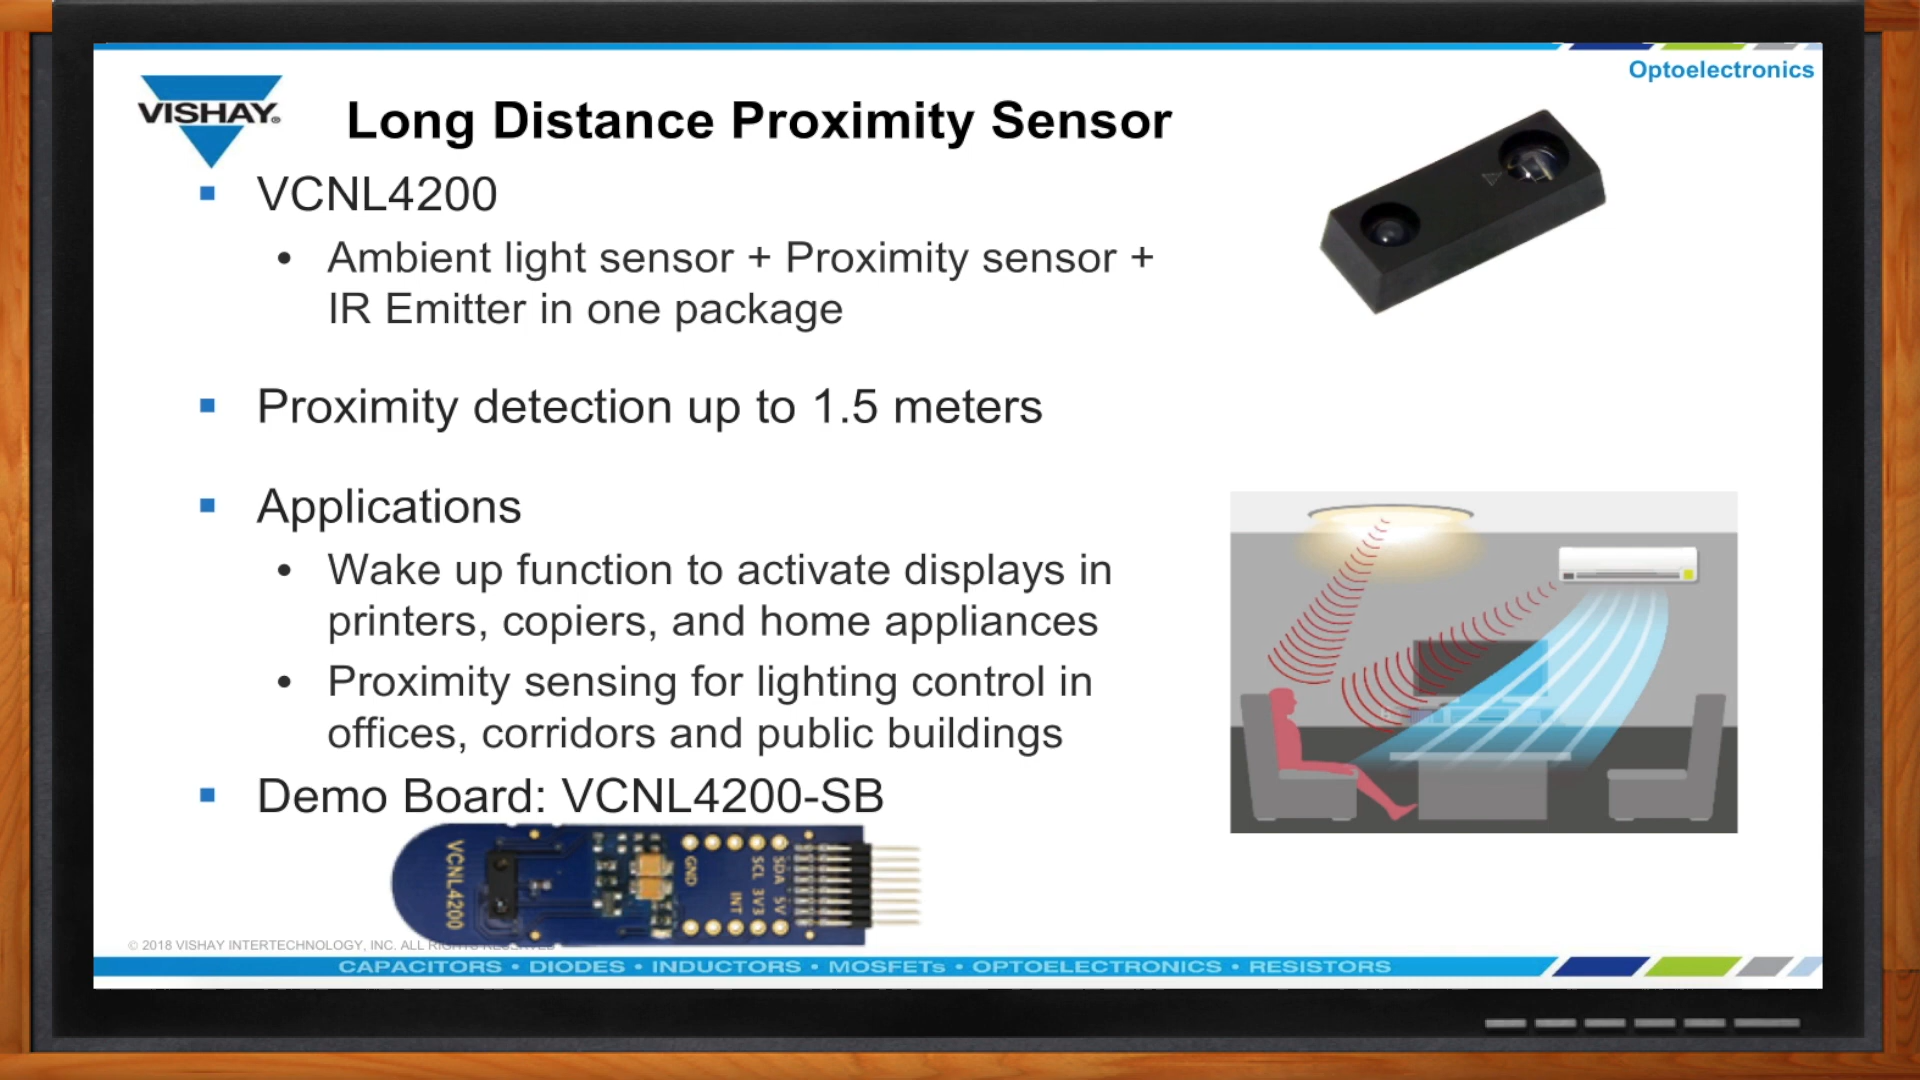 Optoelectronics
VISHAY®
Long Distance Proximity Sensor
VCNL4200
Ambient light sensor + Proximity sensor +
IR Emitter in one package
Proximity detection up to 1.5 meters
Applications
Wake up function to activate displays in
printers, copiers, and home appliances
Proximity sensing for lighting control in
offices, corridors and public buildings
Demo Board: VCNL4200-SB
VCNL4200
GND
SCL
SDA
INT
3V3
5V
© 2018 VISHAY INTERTECHNOLOGY, INC. ALL RIGHTS RESERVED
CAPACITORS • DIODES • INDUCTORS • MOSFETs • OPTOELECTRONICS • RESISTORS